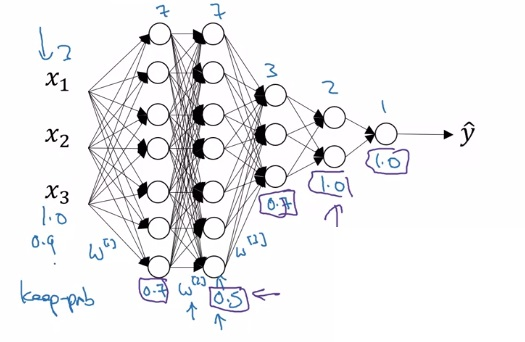 7 7
3
x₁
3
2
1
x₂
ŷ
1.0
x₃
1.0
0.7
1.0
0.9
w^[1]
w^[3]
keep-prob
0.7
w^[2]
0.5